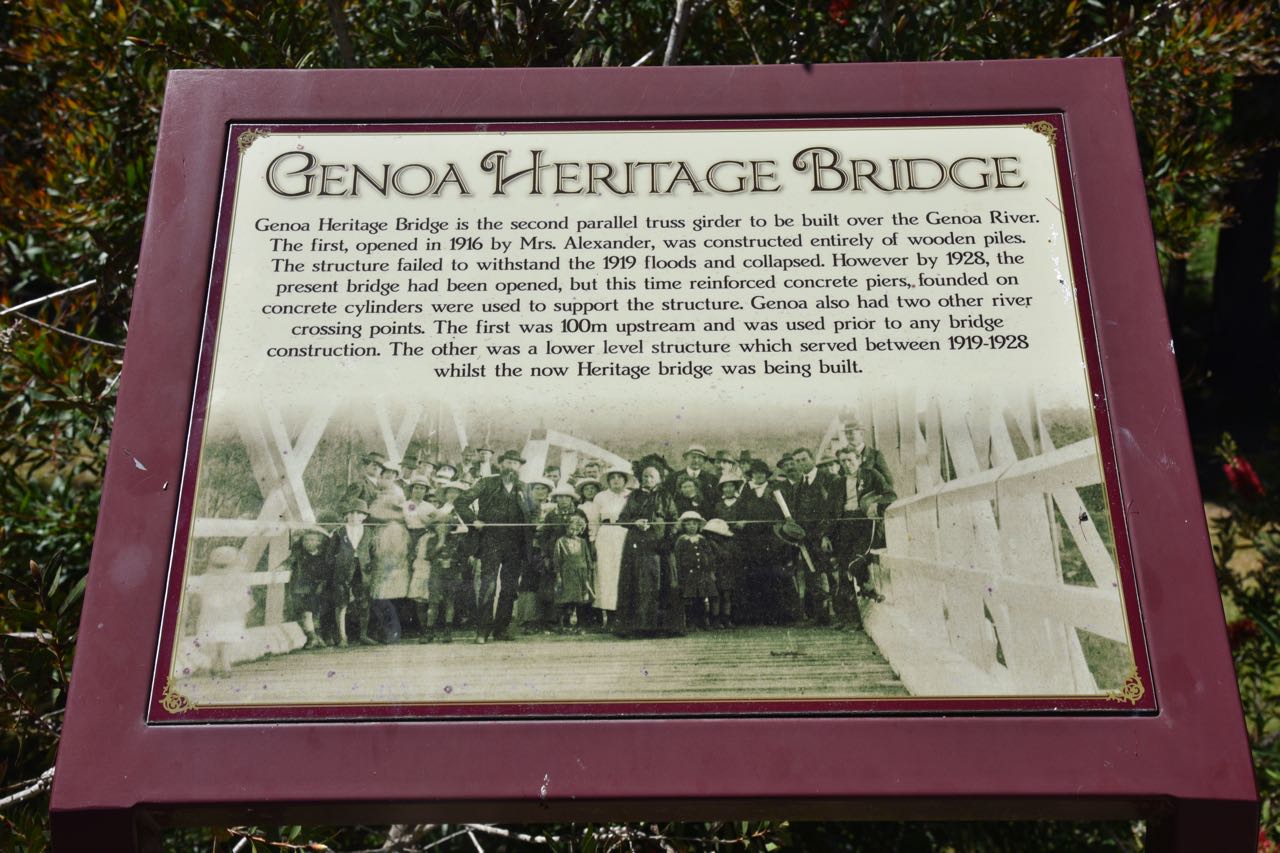 Genoa Heritage Bridge
Genoa Heritage Bridge is the second parallel truss girder to be built over the Genoa River.
The first, opened in 1916 by Mrs. Alexander, was constructed entirely of wooden piles.
The structure failed to withstand the 1919 floods and collapsed. However by 1928, the
present bridge had been opened, but this time reinforced concrete piers, founded on
concrete cylinders were used to support the structure. Genoa also had two other river
crossing points. The first was 100m upstream and was used prior to any bridge
construction. The other was a lower level structure which served between 1919-1928
whilst the now Heritage bridge was being built.